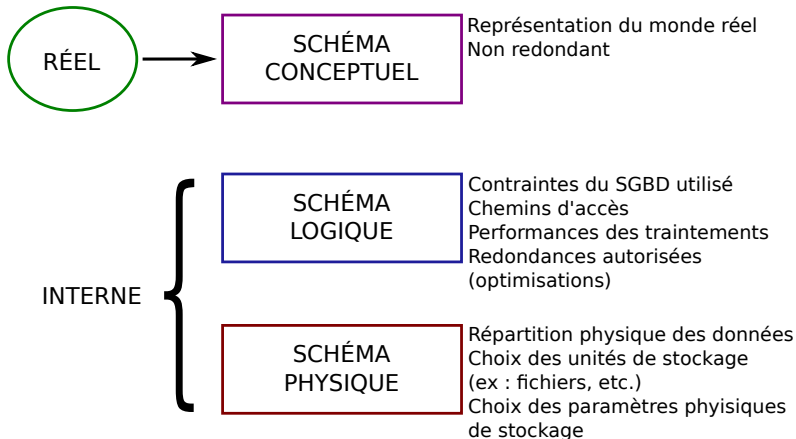 RÉEL
SCHÉMA
CONCEPTUEL
Représentation du monde réel
Non redondant
INTERNE
SCHÉMA
LOGIQUE
Contraintes du SGBD utilisé
Chemins d'accès
Performances des traintements
Redondances autorisées
(optimisations)
SCHÉMA
PHYSIQUE
Répartition physique des données
Choix des unités de stockage
(ex : fichiers, etc.)
Choix des paramètres phyisiques
de stockage